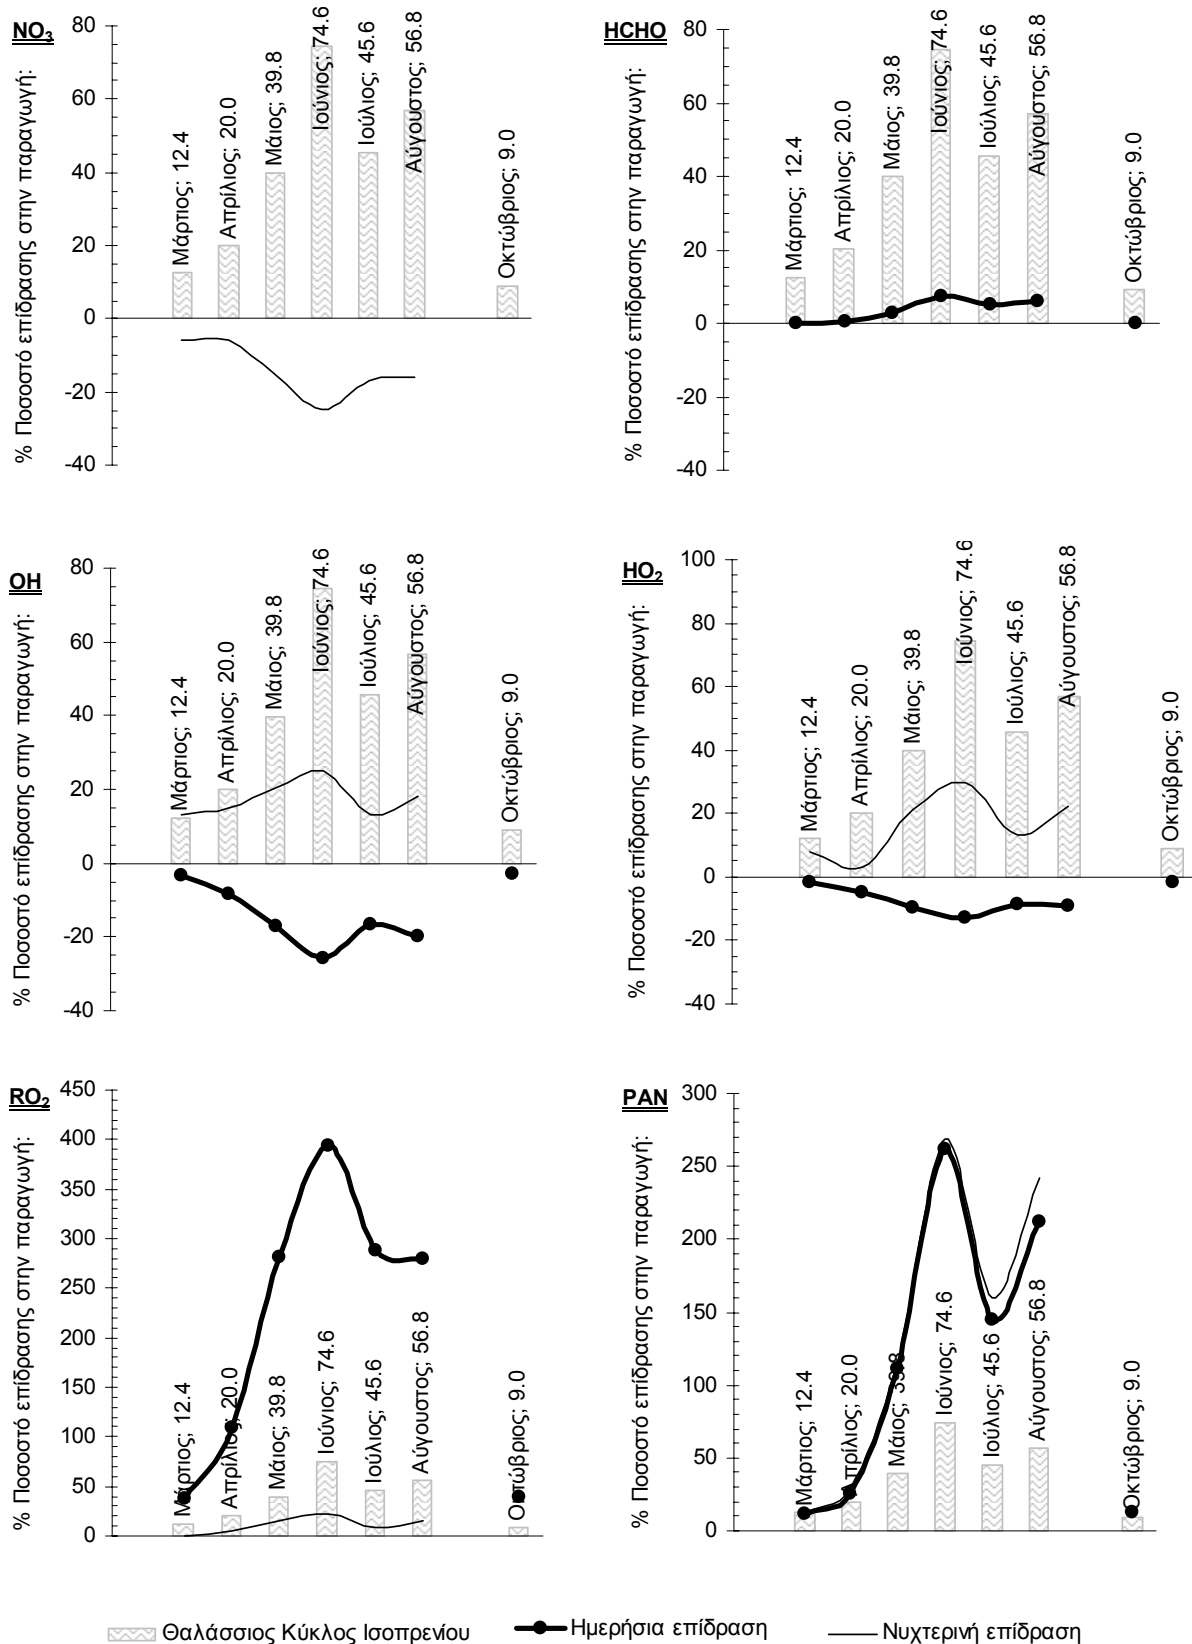 NO3
% Ποσοστό επίδρασης στην παραγωγή:
80
60
40
20
0
-20
-40
Μάρτιος; 12.4
Απρίλιος; 20.0
Μάιος; 39.8
Ιούνιος; 74.6
Ιούλιος; 45.6
Αύγουστος; 56.8
Οκτώβριος; 9.0
HCHO
% Ποσοστό επίδρασης στην παραγωγή:
80
60
40
20
0
-20
-40
Μάρτιος; 12.4
Απρίλιος; 20.0
Μάιος; 39.8
Ιούνιος; 74.6
Ιούλιος; 45.6
Αύγουστος; 56.8
Οκτώβριος; 9.0
OH
% Ποσοστό επίδρασης στην παραγωγή:
80
60
40
20
0
-20
-40
Μάρτιος; 12.4
Απρίλιος; 20.0
Μάιος; 39.8
Ιούνιος; 74.6
Ιούλιος; 45.6
Αύγουστος; 56.8
Οκτώβριος; 9.0
HO2
% Ποσοστό επίδρασης στην παραγωγή:
100
80
60
40
20
0
-20
-40
Μάρτιος; 12.4
Απρίλιος; 20.0
Μάιος; 39.8
Ιούνιος; 74.6
Ιούλιος; 45.6
Αύγουστος; 56.8
Οκτώβριος; 9.0
RO2
% Ποσοστό επίδρασης στην παραγωγή:
450
400
350
300
250
200
150
100
50
0
Μάρτιος; 12.4
Απρίλιος; 20.0
Μάιος; 39.8
Ιούνιος; 74.6
Ιούλιος; 45.6
Αύγουστος; 56.8
Οκτώβριος; 9.0
PAN
% Ποσοστό επίδρασης στην παραγωγή:
300
250
200
150
100
50
0
Μάρτιος; 12.4
Απρίλιος; 20.0
Μάιος; 39.8
Ιούνιος; 74.6
Ιούλιος; 45.6
Αύγουστος; 56.8
Οκτώβριος; 9.0
Θαλάσσιος Κύκλος Ισοπρενίου
Ημερήσια επίδραση
Νυχτερινή επίδραση